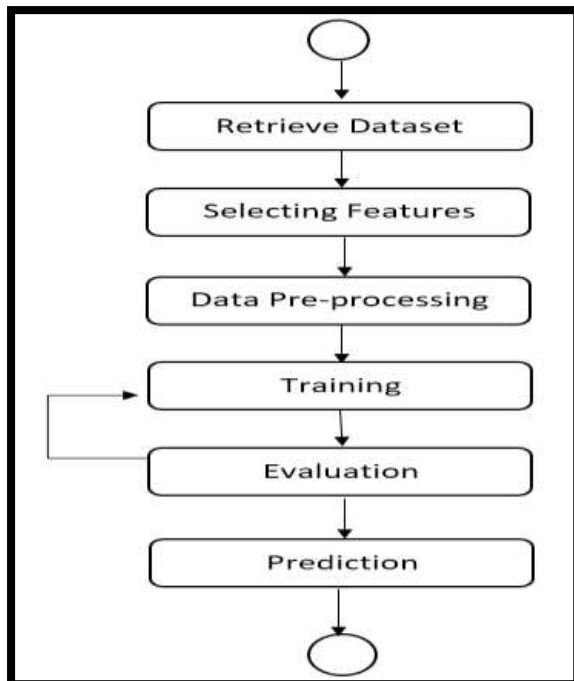 Retrieve Dataset
Selecting Features
Data Pre-processing
Training
Evaluation
Prediction